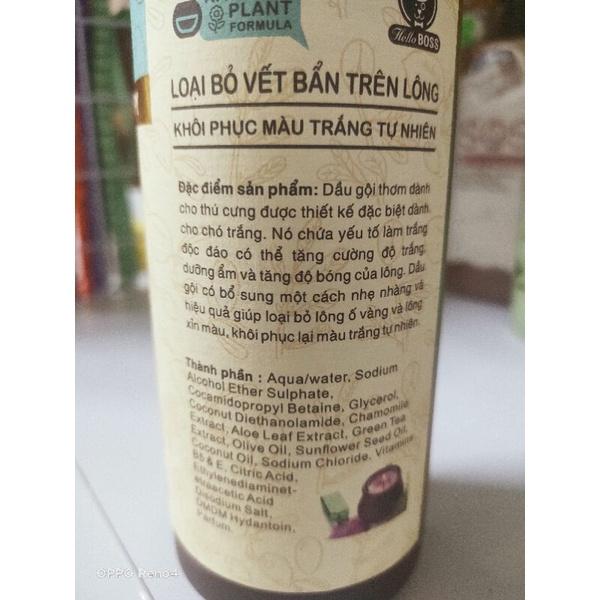 PLANT
FORMULA
Hello BOSS
LOẠI BỎ VẾT BẨN TRÊN LÔNG
KHÔI PHỤC MÀU TRẮNG TỰ NHIÊN
Đặc điểm sản phẩm: Dầu gội thơm dành
cho thú cưng được thiết kế đặc biệt dành
cho chó trắng. Nó chứa yếu tố làm trắng
độc đáo có thể tăng cường độ trắng,
dưỡng ẩm và tăng độ bóng của lông. Dầu
gội có bổ sung một cách nhẹ nhàng và
hiệu quả giúp loại bỏ lông ố vàng và lông
xỉn màu, khôi phục lại màu trắng tự nhiên.
Thành phần : Aqua/water, Sodium
Alcohol Ether Sulphate,
Cocamidopropyl Betaine, Glycerol,
Coconut Diethanolamide, Chamomile
Extract, Aloe Leaf Extract, Green Tea
Extract, Olive Oil, Sunflower Seed Oil,
Coconut Oil, Sodium Chloride, Vitamins
B5 & E, Citric Acid,
Ethylenediaminet-
etraacetic Acid
Disodium Salt,
DMDM Hydantoin,
Parfum.
OPPO Reno4